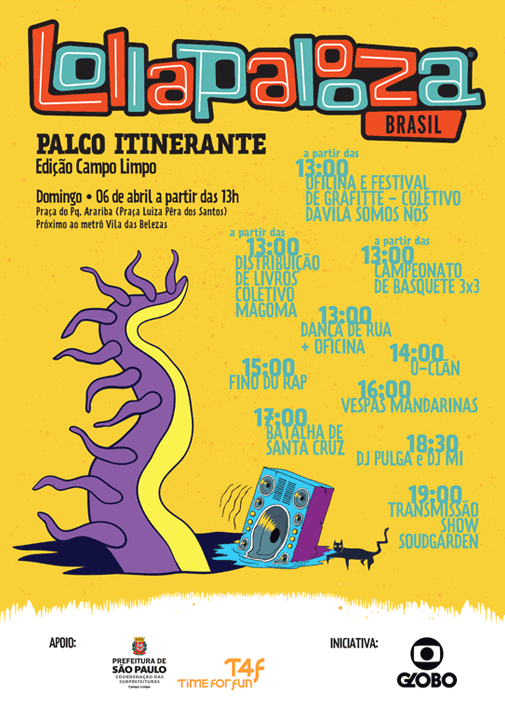 Lollapalooza
BRASIL
PALCO ITINERANTE
Edição Campo Limpo
Domingo • 06 de abril a partir das 13h
Praça do Pq. Arariba (Praça Luiza Pêra dos Santos)
Próximo ao metrô Vila das Belezas
a partir das
13:00
OFICINA E FESTIVAL
DE GRAFITTE – COLETIVO
DAVILA SOMOS NÓS
a partir das
13:00
DISTRIBUIÇÃO
DE LIVROS
COLETIVO
MAGOMA
a partir das
13:00
CAMPEONATO
DE BASQUETE 3x3
13:00
DANÇA DE RUA
+ OFICINA
14:00
O-CLÃN
15:00
FINO DO RAP
16:00
VESPAS MANDARINAS
17:00
BATALHA DE
SANTA CRUZ
18:30
DJ PULGA e DJ MI
19:00
TRANSMISSÃO
SHOW
SOUDGARDEN
APOIO:
PREFEITURA DE
SÃO PAULO
COORDENAÇÃO DAS
SUBPREFEITURAS
Campo Limpo
T4F
TIME FOR FUN
INICIATIVA:
GLOBO